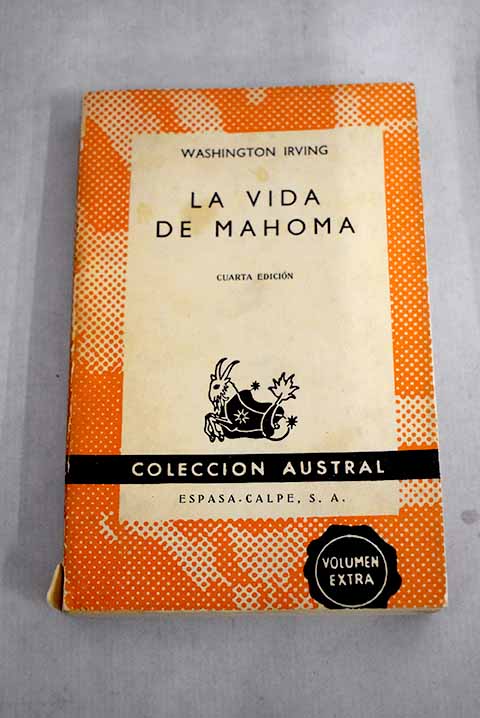 WASHINGTON IRVING
LA VIDA
DE MAHOMA
CUARTA EDICIÓN
COLECCION AUSTRAL
ESPASA-CALPE, S. A.
VOLUMEN
EXTRA